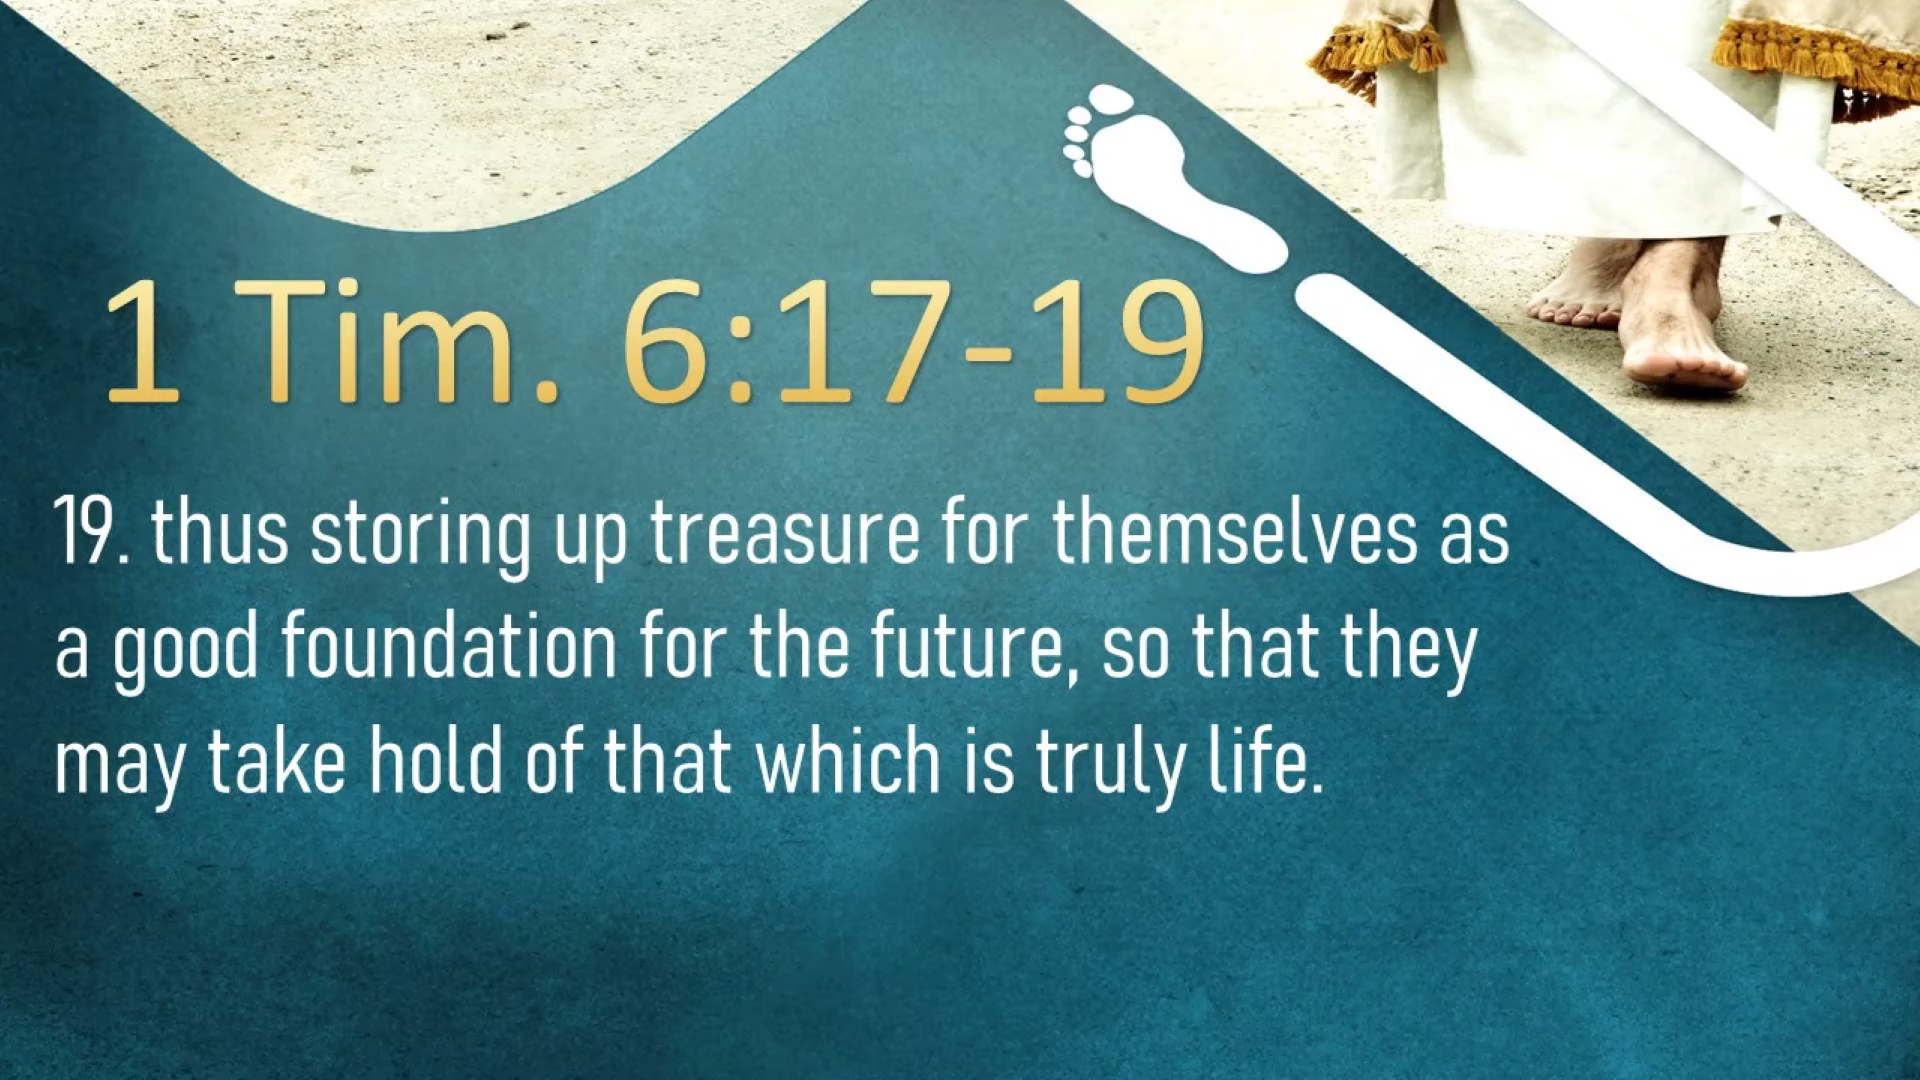 1 Tim. 6:17-19
19. thus storing up treasure for themselves as
a good foundation for the future, so that they
may take hold of that which is truly life.